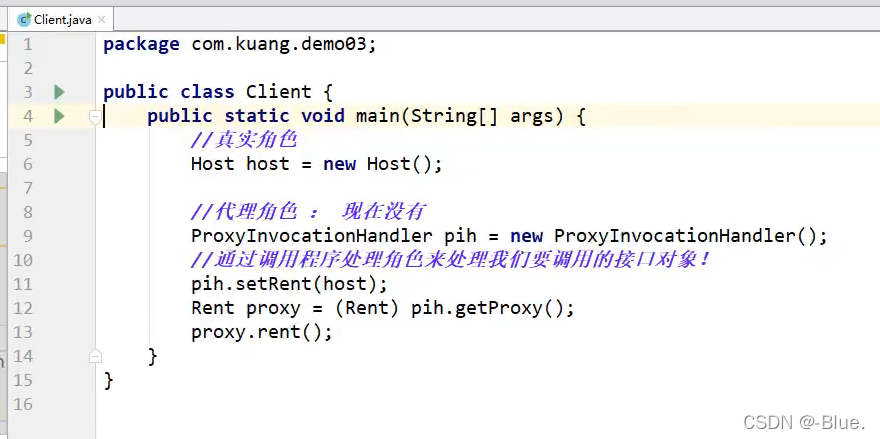 Client.java
1 package com.kuang.demo03;
2
3 public class Client {
4 public static void main(String[] args) {
5 //真实角色
6 Host host = new Host();
7
8 //代理角色 ： 现在没有
9 ProxyInvocationHandler pih = new ProxyInvocationHandler();
10 //通过调用程序处理角色来处理我们要调用的接口对象！
11 pih.setRent(host);
12 Rent proxy = (Rent) pih.getProxy();
13 proxy.rent();
14 }
15 }
16
CSDN @-Blue.